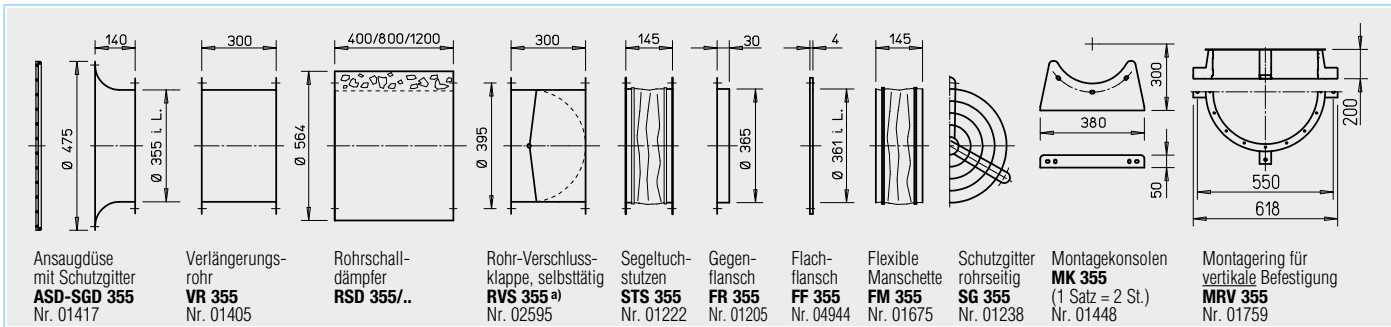 140
300
400/800/1200
300
145
30
4
145
300
200
Ø 475
Ø 355 i. L.
Ø 564
Ø 395
Ø 365
Ø 361 i. L.
380
50
550
618
Ansaugdüse
mit Schutzgitter
ASD-SGD 355
Nr. 01417
Verlängerungs-
rohr
VR 355
Nr. 01405
Rohrschall-
dämpfer
RSD 355/..
Rohr-Verschluss-
klappe, selbsttätig
RVS 355 a)
Nr. 02595
Segeltuch-
stutzen
STS 355
Nr. 01222
Gegen-
flansch
FR 355
Nr. 01205
Flach-
flansch
FF 355
Nr. 04944
Flexible
Manschette
FM 355
Nr. 01675
Schutzgitter
rohrseitig
SG 355
Nr. 01238
Montagekonsolen
MK 355
(1 Satz = 2 St.)
Nr. 01448
Montagering für
vertikale Befestigung
MRV 355
Nr. 01759